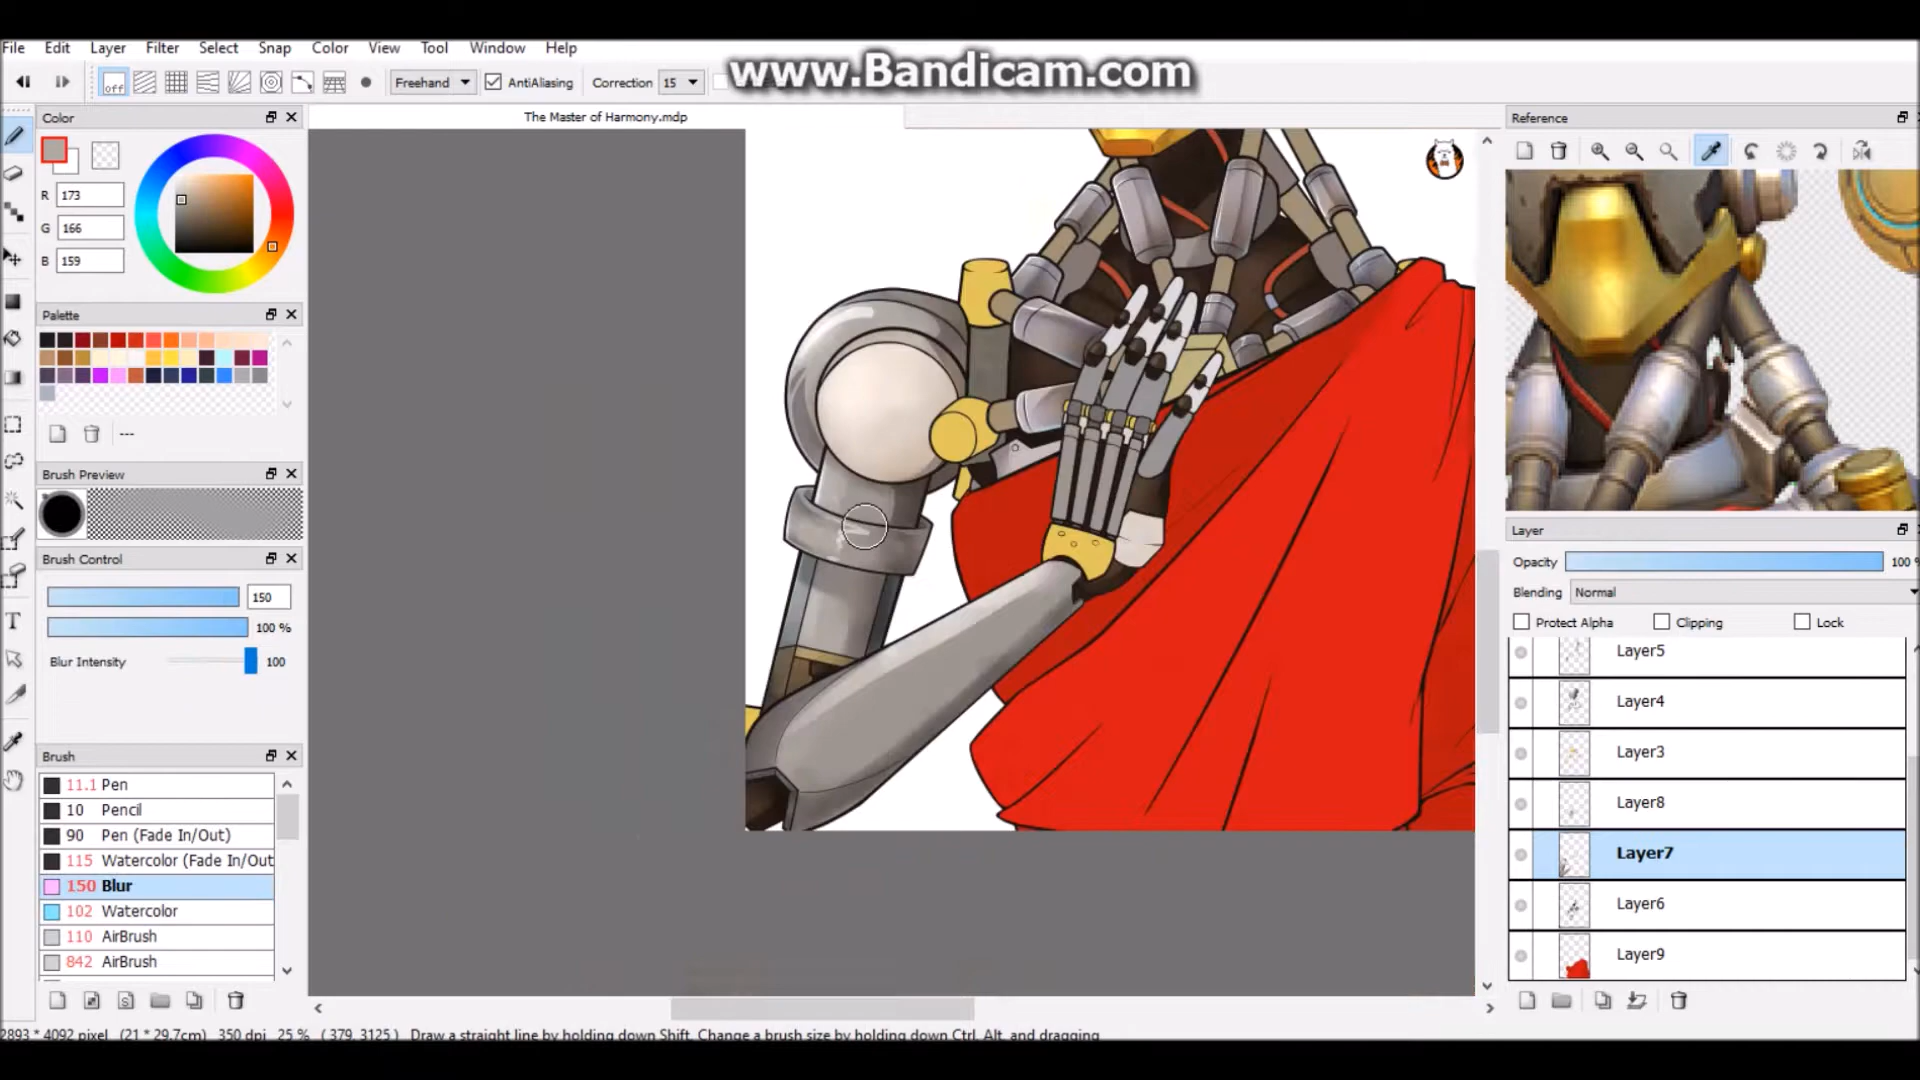 File Edit Layer Filter Select Snap Color View Tool Window Help
www.Bandicam.com
off Freehand AntiAliasing Correction 15
Color
The Master of Harmony.mdp
Reference
R 173
G 166
B 159
Palette
---
Brush Preview
Brush Control
150
100 %
Blur Intensity 100
Brush
11.1 Pen
10 Pencil
90 Pen (Fade In/Out)
115 Watercolor (Fade In/Out
150 Blur
102 Watercolor
110 AirBrush
842 AirBrush
Layer
Opacity 100 %
Blending Normal
Protect Alpha Clipping Lock
Layer5
Layer4
Layer3
Layer8
Layer7
Layer6
Layer9
2893 * 4092 pixel (21 * 29.7cm) 350 dpi 25 % ( 379, 3125) Draw a straight line by holding down Shift, Change a brush size by holding down Ctrl, Alt, and dragging